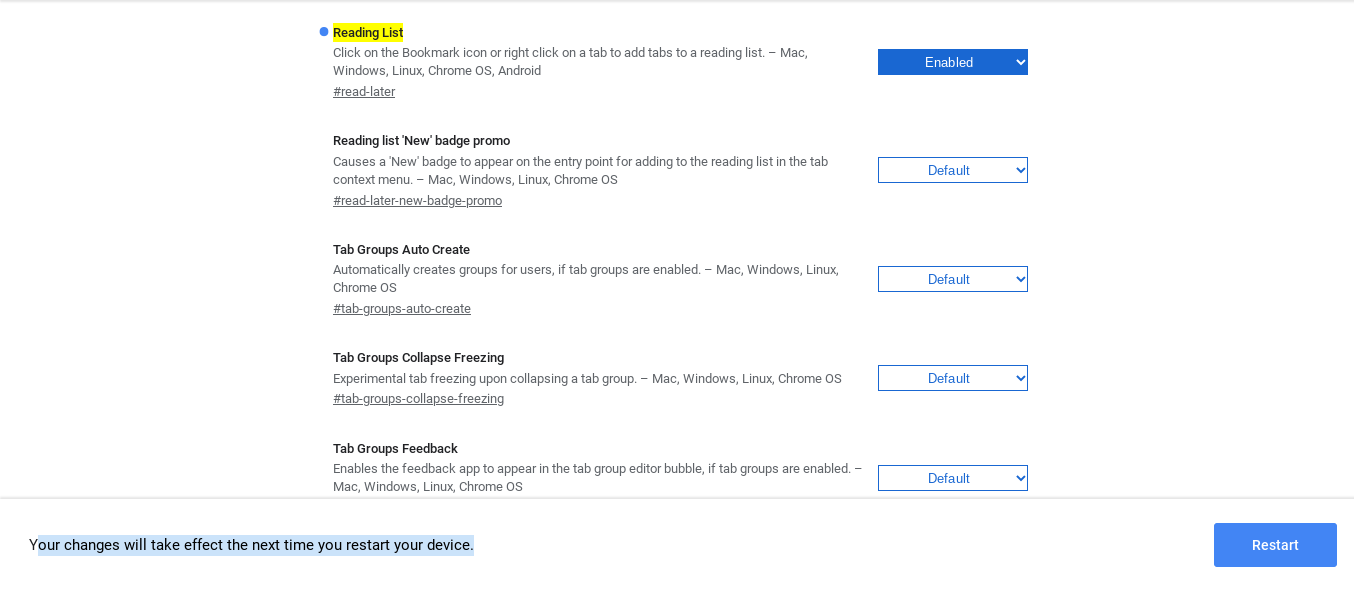 Reading List
Click on the Bookmark icon or right click on a tab to add tabs to a reading list. – Mac,
Windows, Linux, Chrome OS, Android
Enabled
#read-later
Reading list 'New' badge promo
Causes a 'New' badge to appear on the entry point for adding to the reading list in the tab
context menu. – Mac, Windows, Linux, Chrome OS
Default
#read-later-new-badge-promo
Tab Groups Auto Create
Automatically creates groups for users, if tab groups are enabled. – Mac, Windows, Linux,
Chrome OS
Default
#tab-groups-auto-create
Tab Groups Collapse Freezing
Experimental tab freezing upon collapsing a tab group. – Mac, Windows, Linux, Chrome OS
Default
#tab-groups-collapse-freezing
Tab Groups Feedback
Enables the feedback app to appear in the tab group editor bubble, if tab groups are enabled. –
Mac, Windows, Linux, Chrome OS
Default
Your changes will take effect the next time you restart your device.
Restart